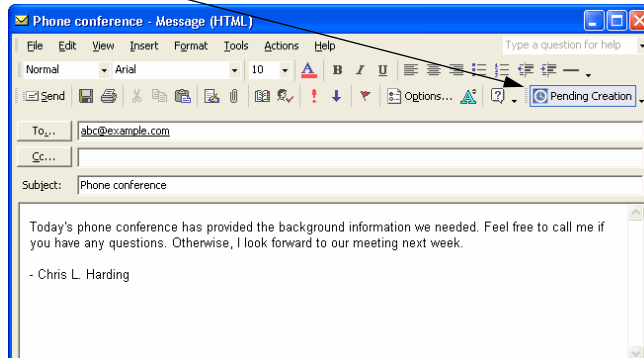 Phone conference - Message (HTML)
File Edit View Insert Format Tools Actions Help Type a question for help
Normal Arial 10 A B I U
Send Options... Pending Creation
To... abc@example.com
Cc...
Subject: Phone conference
Today's phone conference has provided the background information we needed. Feel free to call me if
you have any questions. Otherwise, I look forward to our meeting next week.
- Chris L. Harding